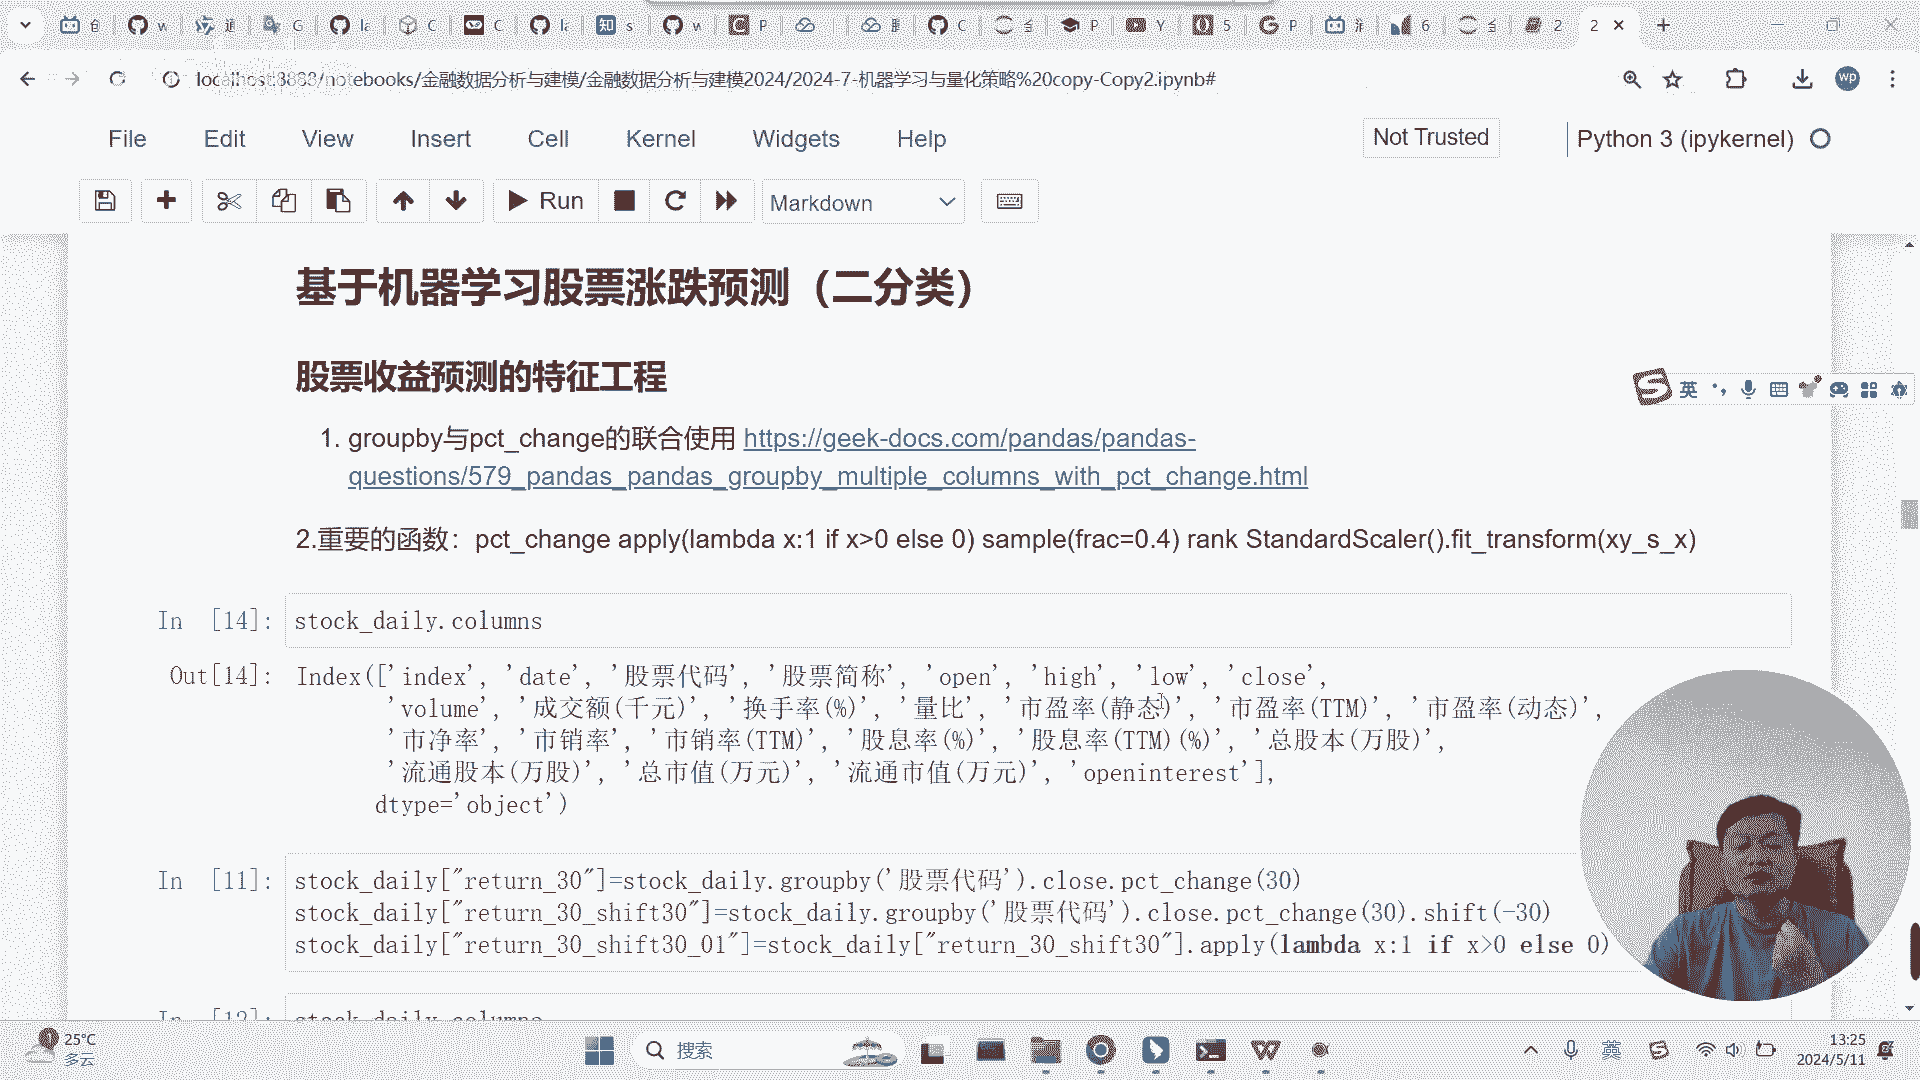 自
w
远
G
la
C
C
la
知 s
w
P
C
P
Y
5
P
6
2
2
localhost:8888/notebooks/金融数据分析与建模/金融数据分析与建模2024/2024-7-机器学习与量化策略%20copy-Copy2.ipynb#
wp
File Edit View Insert Cell Kernel Widgets Help
Not Trusted
Python 3 (ipykernel)
Run
Markdown
基于机器学习股票涨跌预测（二分类）
股票收益预测的特征工程
1. groupby与pct_change的联合使用 https://geek-docs.com/pandas/pandas-
questions/579_pandas_pandas_groupby_multiple_columns_with_pct_change.html
英
2.重要的函数：pct_change apply(lambda x:1 if x>0 else 0) sample(frac=0.4) rank StandardScaler().fit_transform(xy_s_x)
In [14]: stock_daily.columns
Out[14]: Index(['index', 'date', '股票代码', '股票简称', 'open', 'high', 'low', 'close',
'volume', '成交额(千元)', '换手率(%)', '量比', '市盈率(静态)', '市盈率(TTM)', '市盈率(动态)',
'市净率', '市销率', '市销率(TTM)', '股息率(%)', '股息率(TTM)(%)', '总股本(万股)',
'流通股本(万股)', '总市值(万元)', '流通市值(万元)', 'openinterest'],
dtype='object')
In [11]: stock_daily["return_30"]=stock_daily.groupby('股票代码').close.pct_change(30)
stock_daily["return_30_shift30"]=stock_daily.groupby('股票代码').close.pct_change(30).shift(-30)
stock_daily["return_30_shift30_01"]=stock_daily["return_30_shift30"].apply(lambda x:1 if x>0 else 0)
In [12]: stock_daily.columns
25°C
多云
搜索
英
13:25
2024/5/11